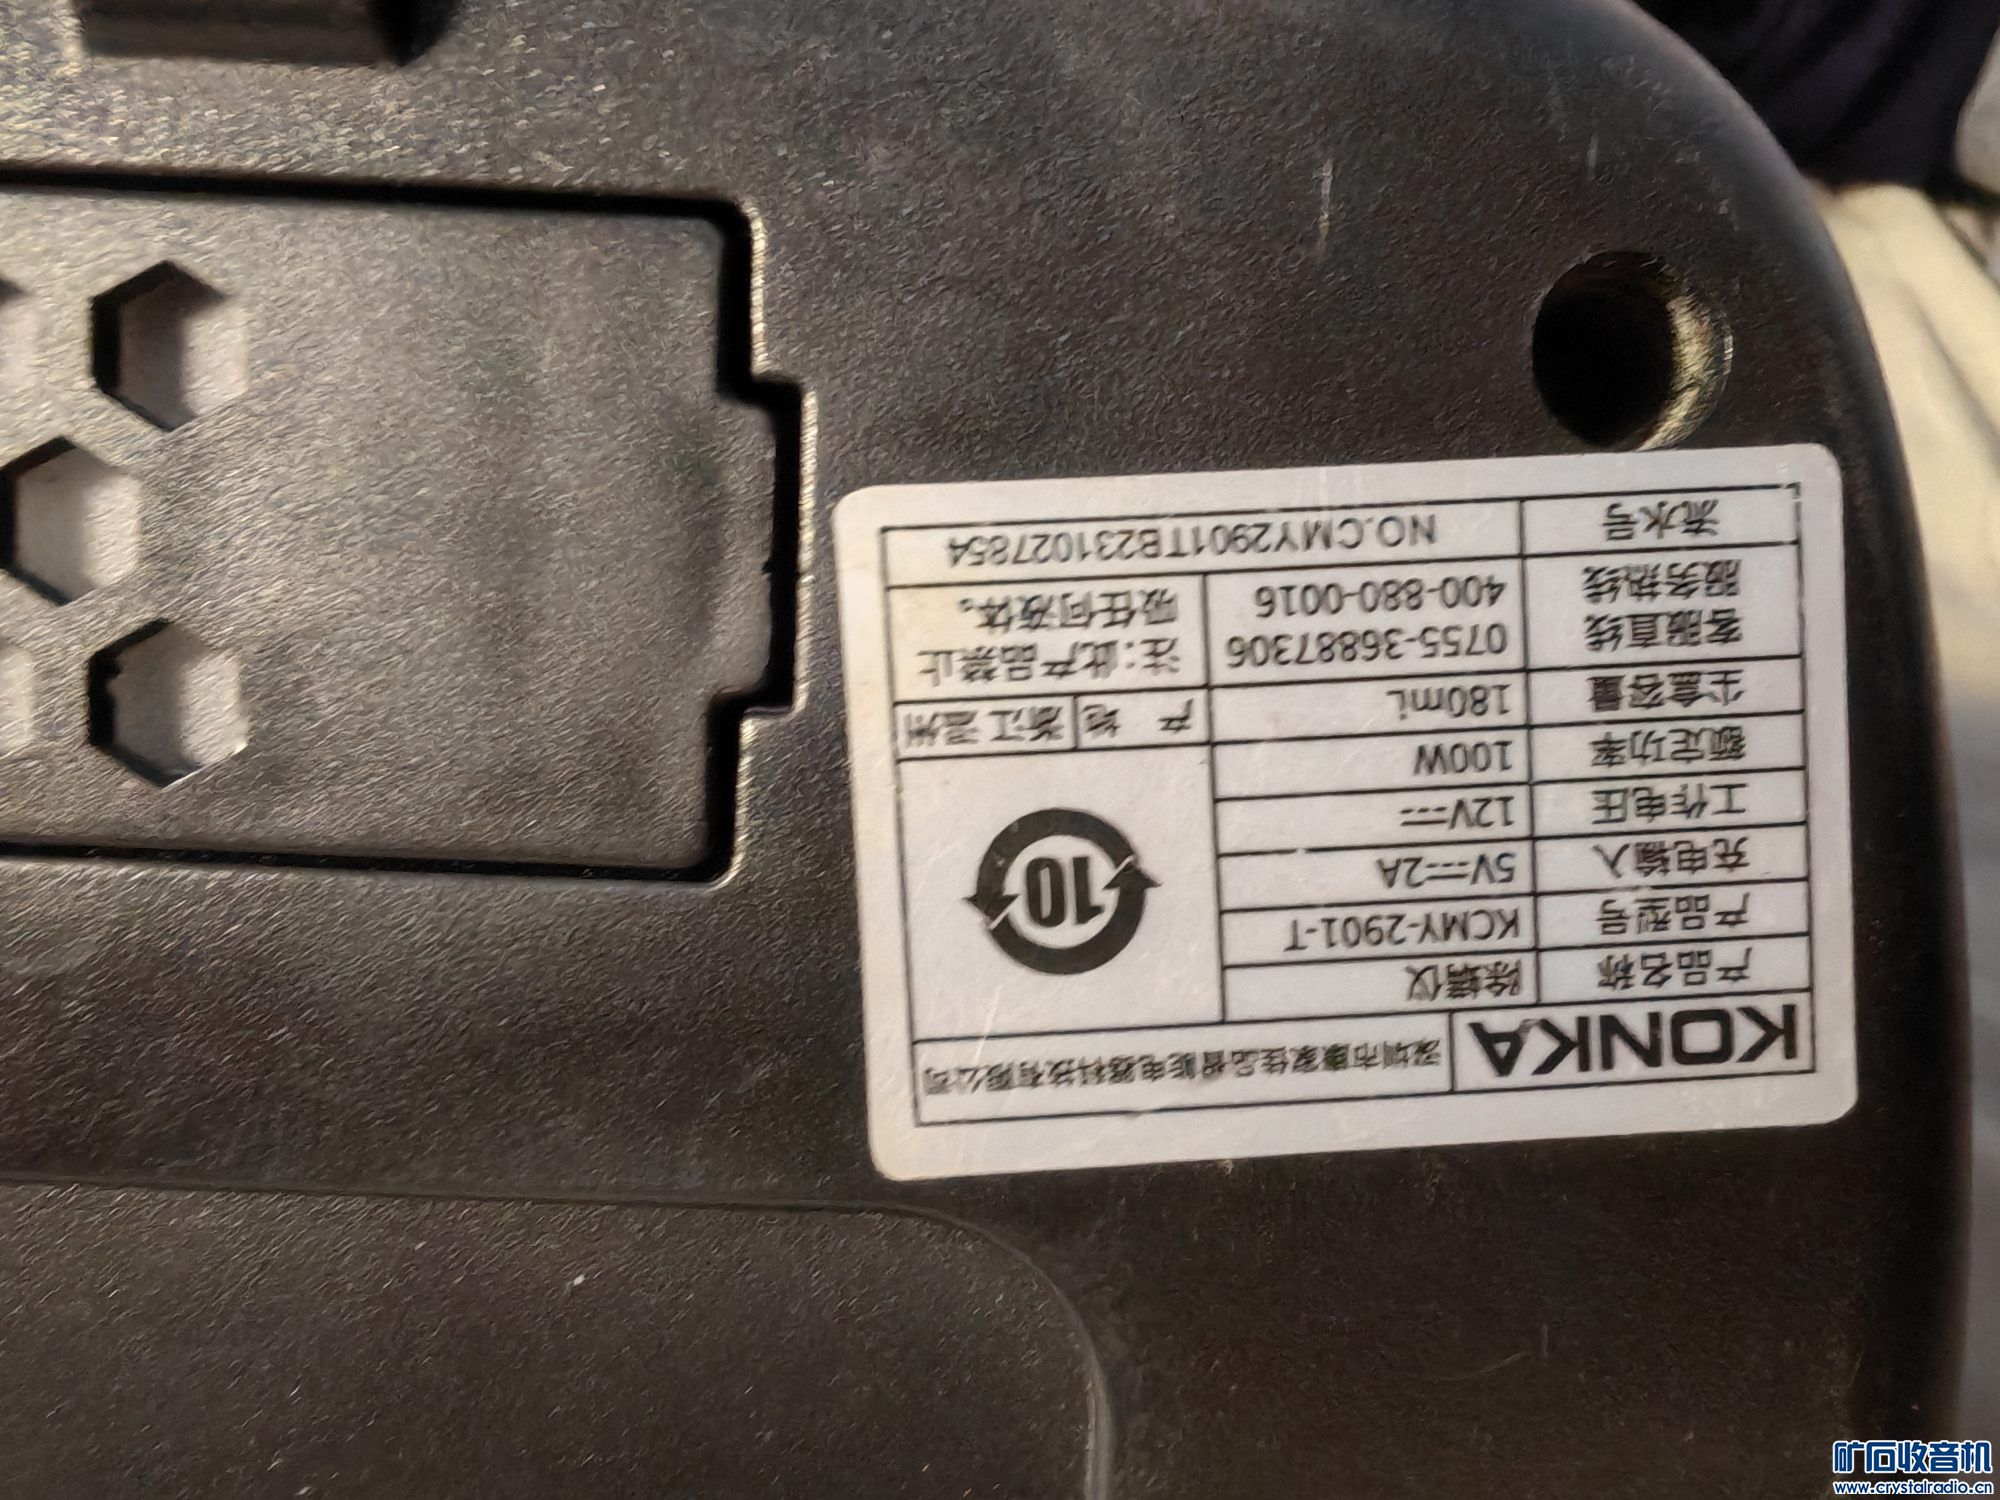 KONKA 深圳市康家佳品智能电器科技有限公司
产品名称 除螨仪
产品型号 KCMY-2901-T
充电输入 5V⎓2A
工作电压 12V⎓
额定功率 100W
10
尘盒容量 180mL
产 地 浙江温州
客服直线 0755-36887306
服务热线 400-880-0016
注:此产品禁止
吸任何液体。
流水号 NO.CMY2901TB231027854
矿石收音机
www.crystalradio.cn